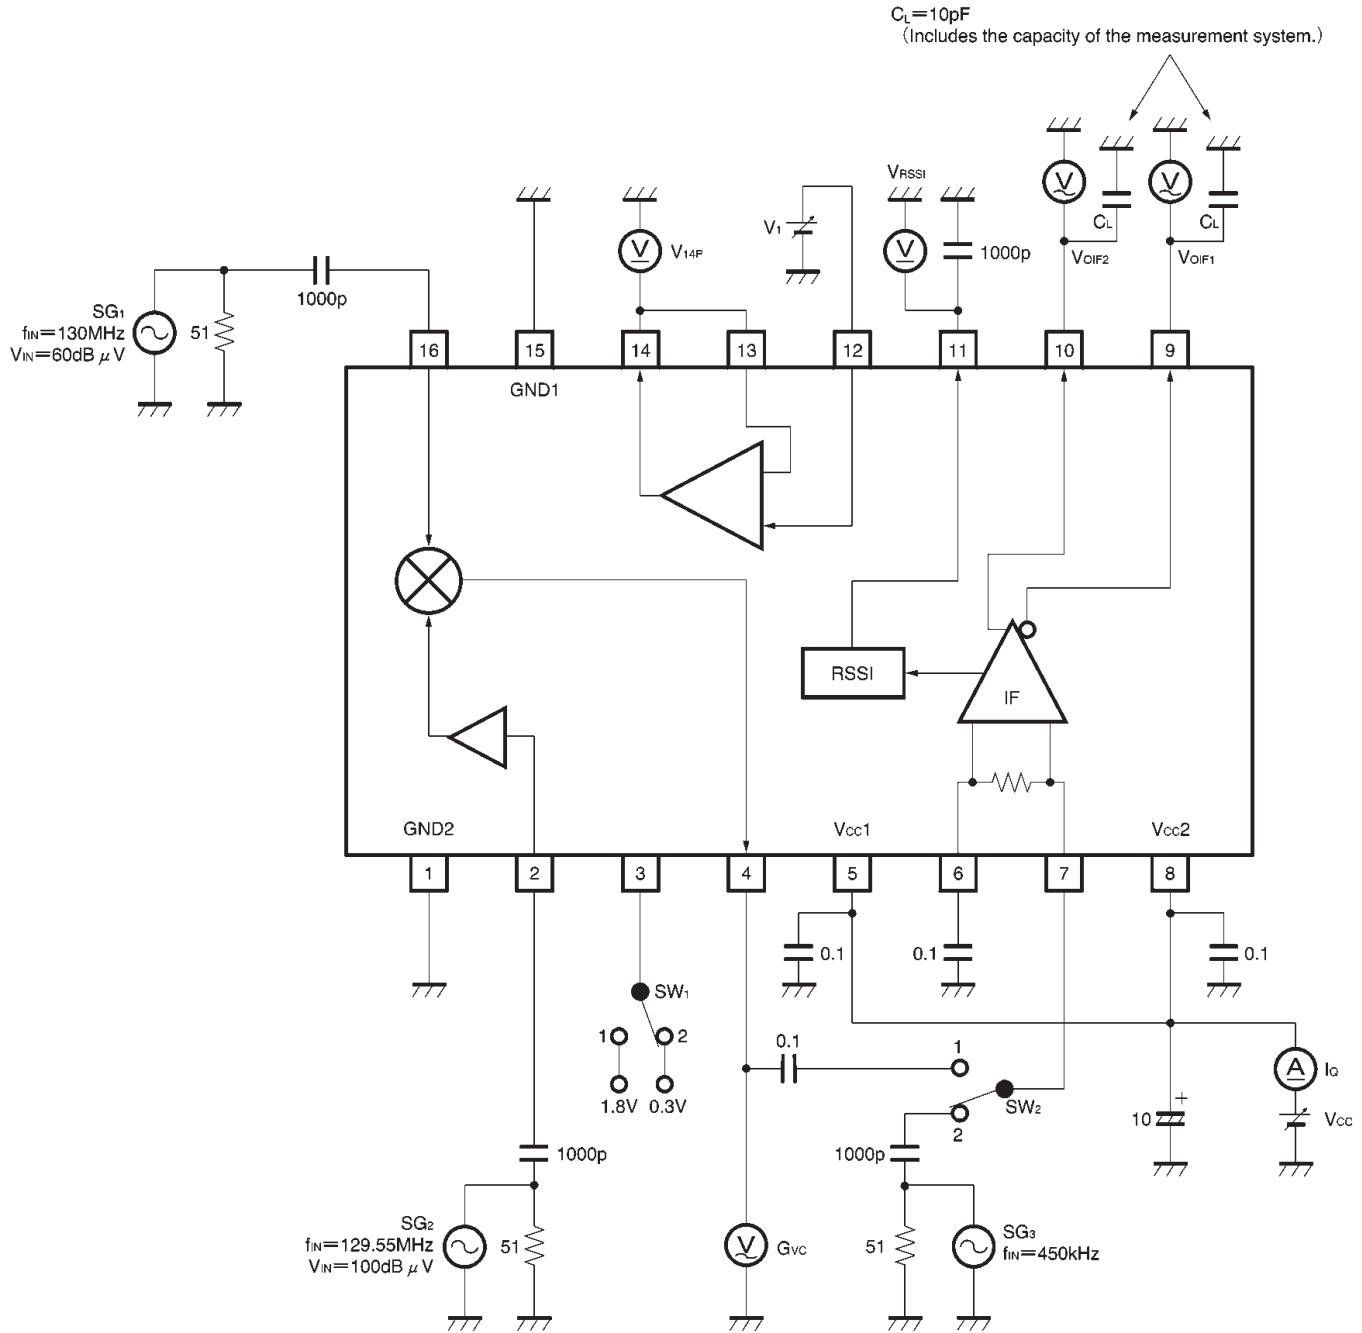 CL=10pF
(Includes the capacity of the measurement system.)
VRSSI
V1
V14P
1000p
CL
CL
VOIF2
VOIF1
1000p
SG1
fIN=130MHz
VIN=60dB μV
51
16
15
14
13
12
11
10
9
GND1
RSSI
IF
GND2
VCC1
VCC2
1
2
3
4
5
6
7
8
0.1
0.1
0.1
SW1
1
2
1.8V
0.3V
0.1
1
SW2
2
A
IQ
10
+
VCC
1000p
1000p
SG2
fIN=129.55MHz
VIN=100dB μV
51
V
GVC
51
SG3
fIN=450kHz
V
V
V
V